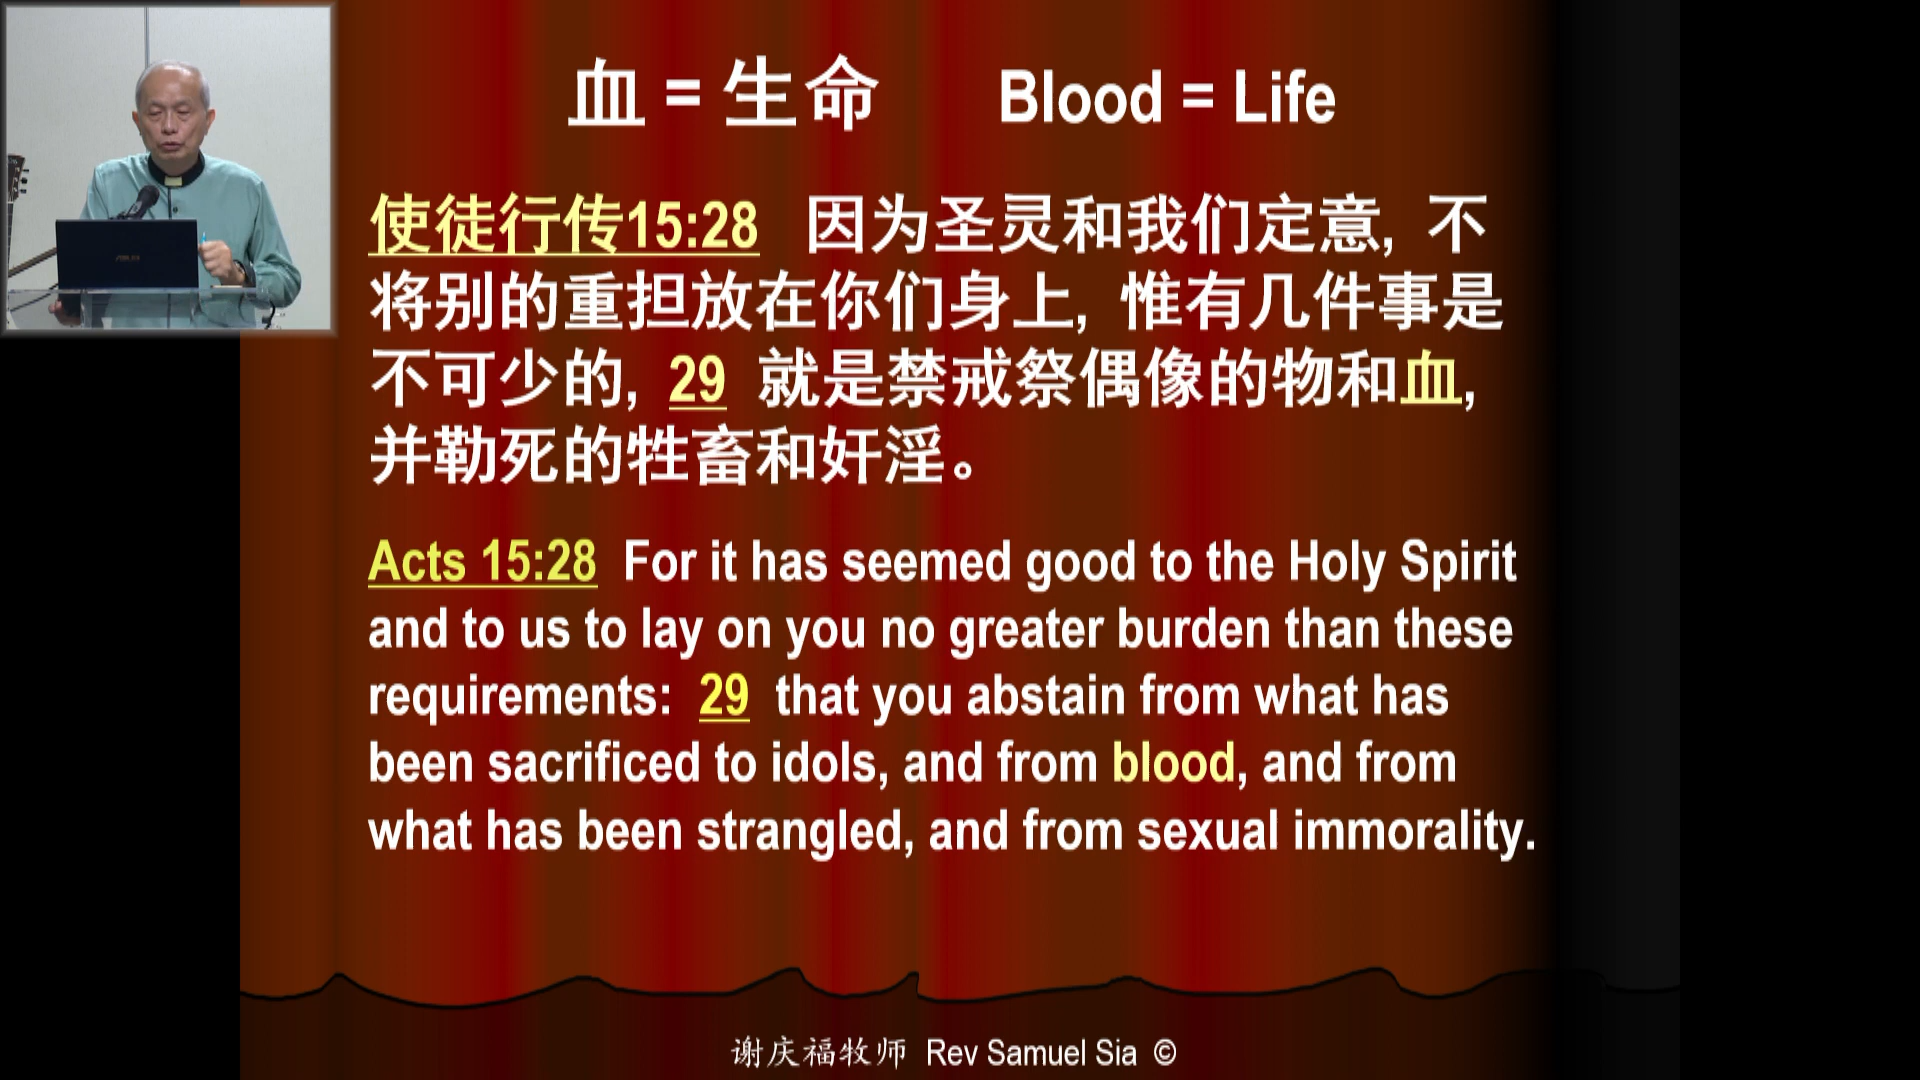 血 = 生命 Blood = Life
使徒行传15:28 因为圣灵和我们定意, 不
将别的重担放在你们身上, 惟有几件事是
不可少的, 29 就是禁戒祭偶像的物和血,
并勒死的牲畜和奸淫。
Acts 15:28 For it has seemed good to the Holy Spirit
and to us to lay on you no greater burden than these
requirements: 29 that you abstain from what has
been sacrificed to idols, and from blood, and from
what has been strangled, and from sexual immorality.
谢庆福牧师 Rev Samuel Sia ©